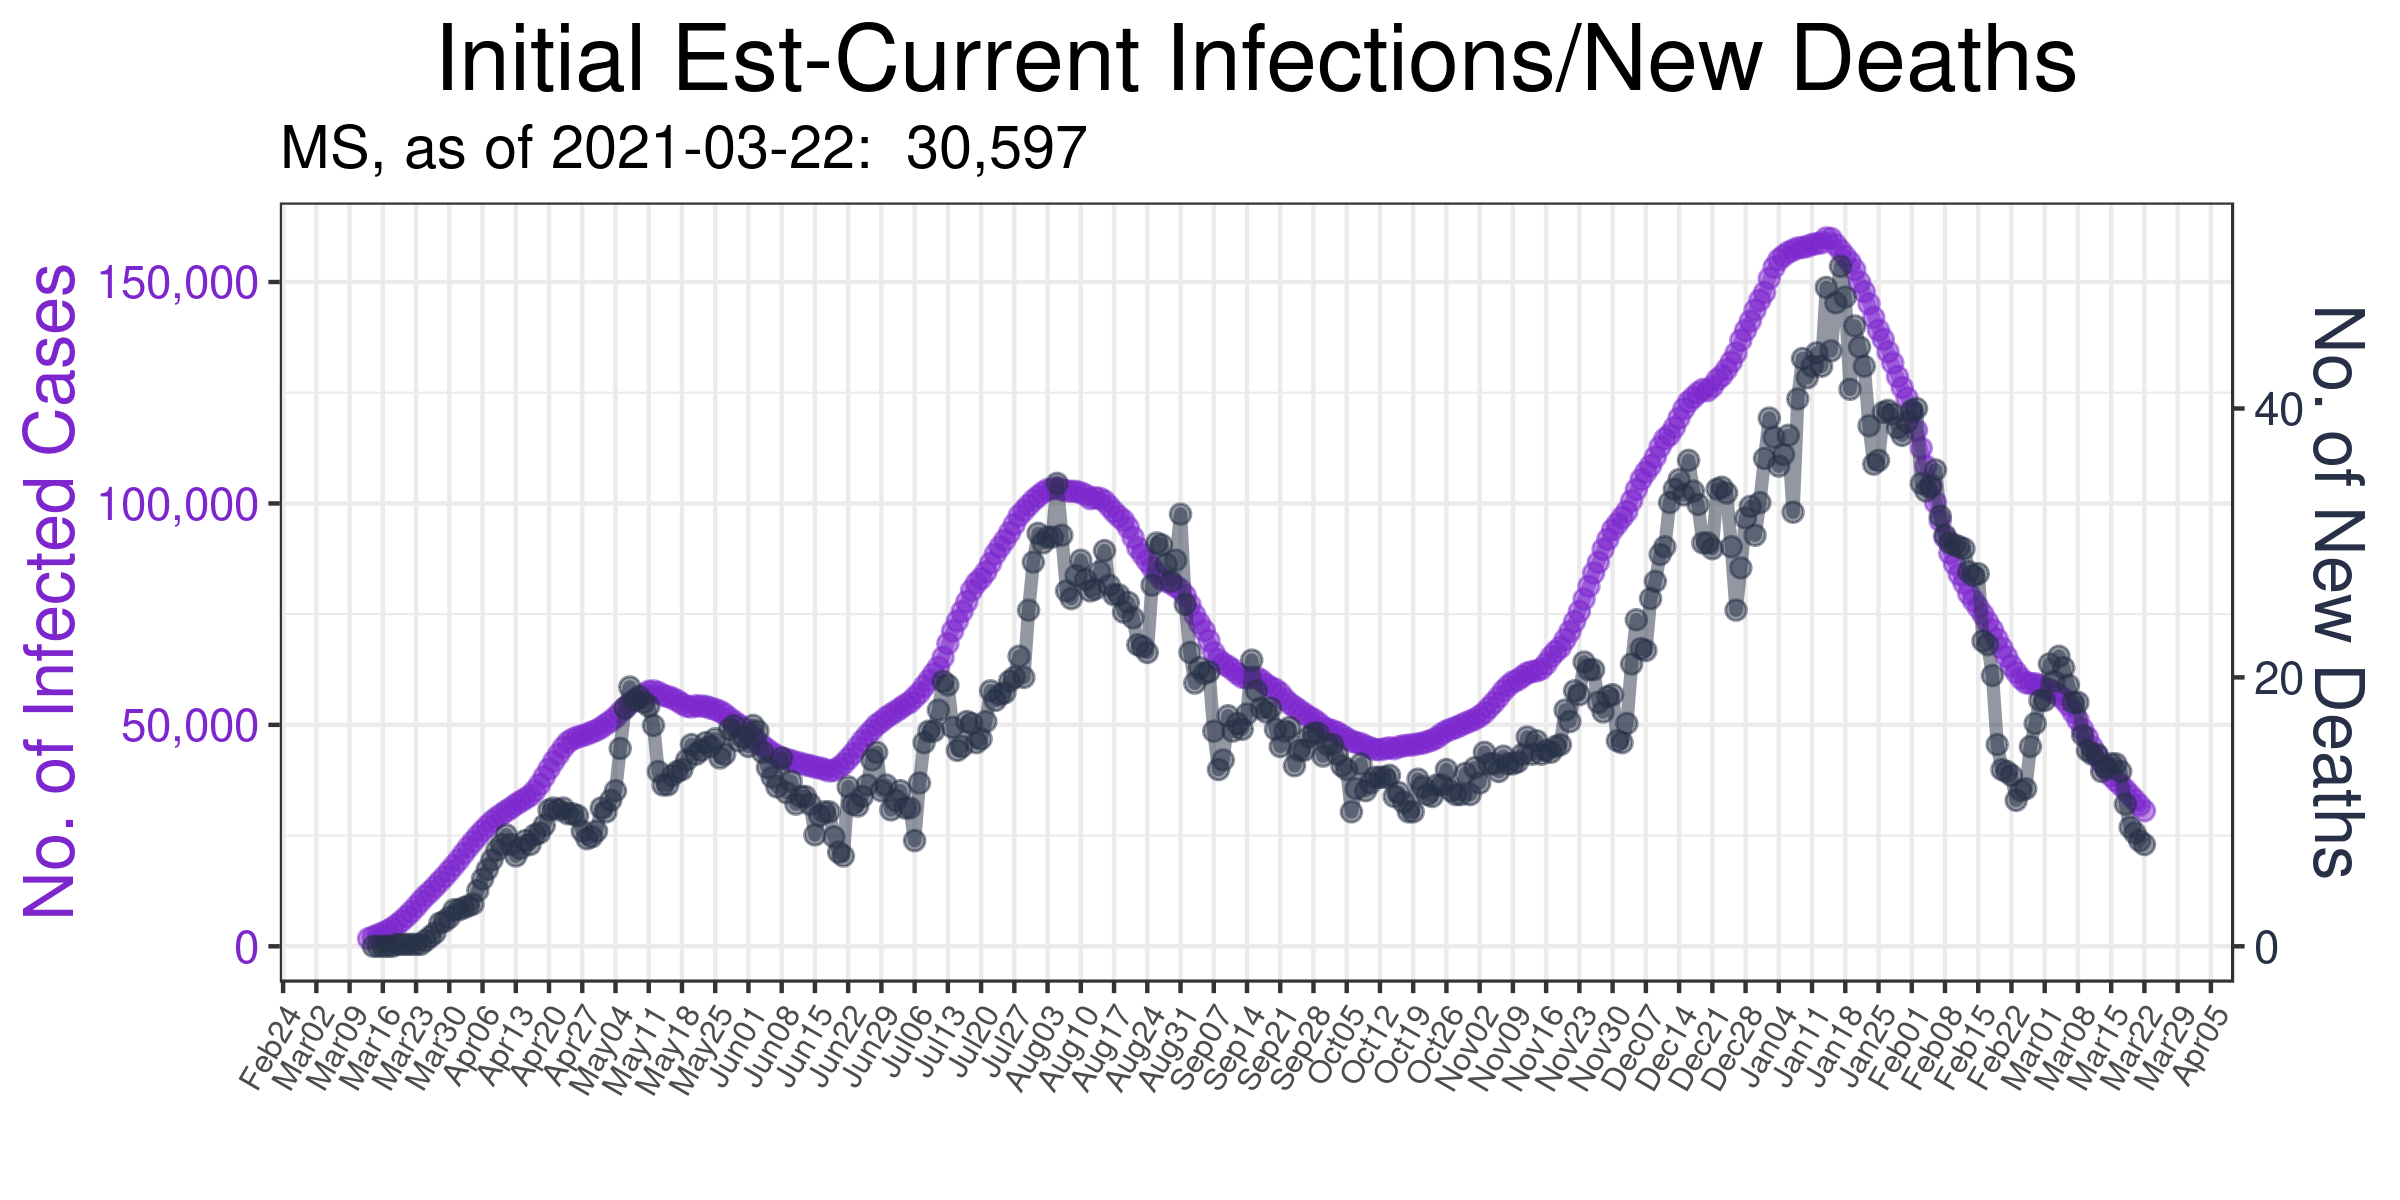 Initial Est-Current Infections/New Deaths
MS, as of 2021-03-22:  30,597
No. of Infected Cases
150,000
100,000
50,000
0
No. of New Deaths
40
20
0
Feb24
Mar02
Mar09
Mar16
Mar23
Mar30
Apr06
Apr13
Apr20
Apr27
May04
May11
May18
May25
Jun01
Jun08
Jun15
Jun22
Jun29
Jul06
Jul13
Jul20
Jul27
Aug03
Aug10
Aug17
Aug24
Aug31
Sep07
Sep14
Sep21
Sep28
Oct05
Oct12
Oct19
Oct26
Nov02
Nov09
Nov16
Nov23
Nov30
Dec07
Dec14
Dec21
Dec28
Jan04
Jan11
Jan18
Jan25
Feb01
Feb08
Feb15
Feb22
Mar01
Mar08
Mar15
Mar22
Mar29
Apr05